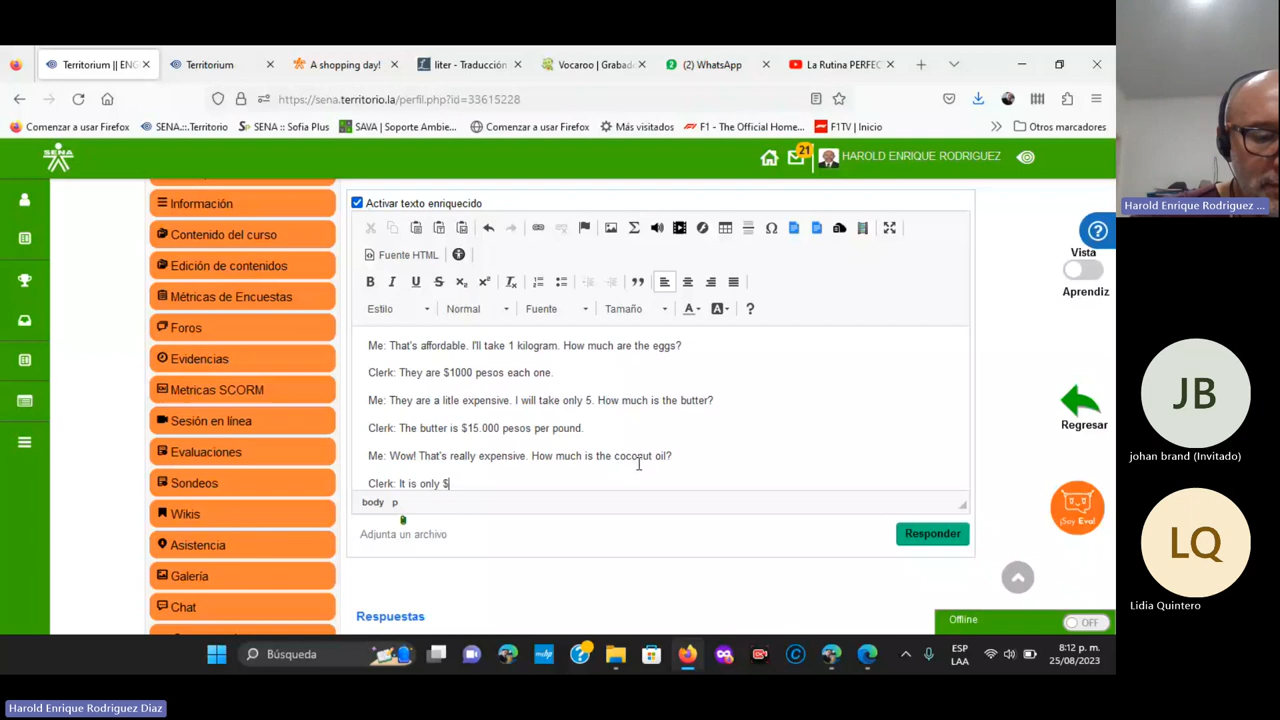 Territorium || ENG
Territorium
A shopping day!
liter - Traducción
Vocaroo | Grabad
(2) WhatsApp
La Rutina PERFEC
https://sena.territorio.la/perfil.php?id=33615228
Comenzar a usar Firefox
SENA.::.Territorio
SENA :: Sofia Plus
SAVA | Soporte Ambie...
Comenzar a usar Firefox
Más visitados
F1 - The Official Home...
F1TV | Inicio
Otros marcadores
SENA
21
HAROLD ENRIQUE RODRIGUEZ
Harold Enrique Rodriguez ...
Información
Contenido del curso
Edición de contenidos
Métricas de Encuestas
Foros
Evidencias
Metricas SCORM
Sesión en línea
Evaluaciones
Sondeos
Wikis
Asistencia
Galería
Chat
Activar texto enriquecido
Fuente HTML
Estilo
Normal
Fuente
Tamaño
Me: That's affordable. I'll take 1 kilogram. How much are the eggs?
Clerk: They are $1000 pesos each one.
Me: They are a litle expensive. I will take only 5. How much is the butter?
Clerk: The butter is $15.000 pesos per pound.
Me: Wow! That's really expensive. How much is the coconut oil?
Clerk: It is only $
body p
Adjunta un archivo
Responder
Respuestas
Vista
Aprendiz
Regresar
¡Soy Eva!
Offline
OFF
JB
johan brand (Invitado)
LQ
Lidia Quintero
Búsqueda
ESP
LAA
8:12 p. m.
25/08/2023
Harold Enrique Rodriguez Diaz